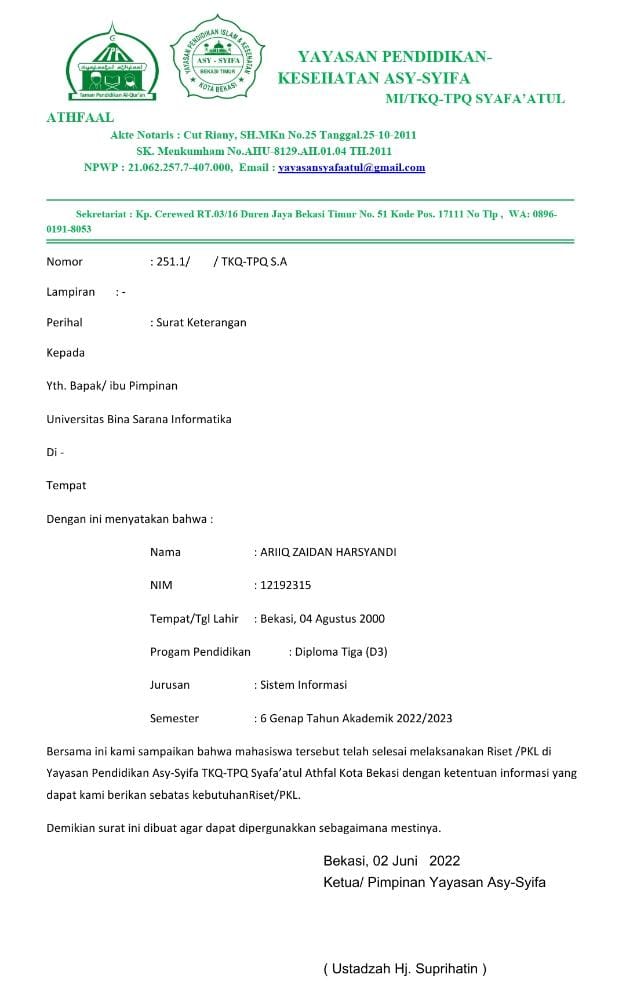 syafaatul athfaal
Taman Pendidikan Al-Qur'an
YAYASAN PENDIDIKAN ISLAM & KESEHATAN
ASY - SYIFA
BEKASI TIMUR
KOTA BEKASI
YAYASAN PENDIDIKAN-
KESEHATAN ASY-SYIFA
MI/TKQ-TPQ SYAFA’ATUL
ATHFAAL
Akte Notaris : Cut Riany, SH.MKn No.25 Tanggal.25-10-2011
SK. Menkumham No.AHU-8129.AH.01.04 TH.2011
NPWP : 21.062.257.7-407.000, Email : yayasansyafaatul@gmail.com
Sekretariat : Kp. Cerewed RT.03/16 Duren Jaya Bekasi Timur No. 51 Kode Pos. 17111 No Tlp , WA: 0896-
0191-8053
Nomor : 251.1/ / TKQ-TPQ S.A
Lampiran : -
Perihal : Surat Keterangan
Kepada
Yth. Bapak/ ibu Pimpinan
Universitas Bina Sarana Informatika
Di -
Tempat
Dengan ini menyatakan bahwa :
Nama : ARIIQ ZAIDAN HARSYANDI
NIM : 12192315
Tempat/Tgl Lahir : Bekasi, 04 Agustus 2000
Progam Pendidikan : Diploma Tiga (D3)
Jurusan : Sistem Informasi
Semester : 6 Genap Tahun Akademik 2022/2023
Bersama ini kami sampaikan bahwa mahasiswa tersebut telah selesai melaksanakan Riset /PKL di
Yayasan Pendidikan Asy-Syifa TKQ-TPQ Syafa’atul Athfal Kota Bekasi dengan ketentuan informasi yang
dapat kami berikan sebatas kebutuhanRiset/PKL.
Demikian surat ini dibuat agar dapat dipergunakkan sebagaimana mestinya.
Bekasi, 02 Juni 2022
Ketua/ Pimpinan Yayasan Asy-Syifa
( Ustadzah Hj. Suprihatin )